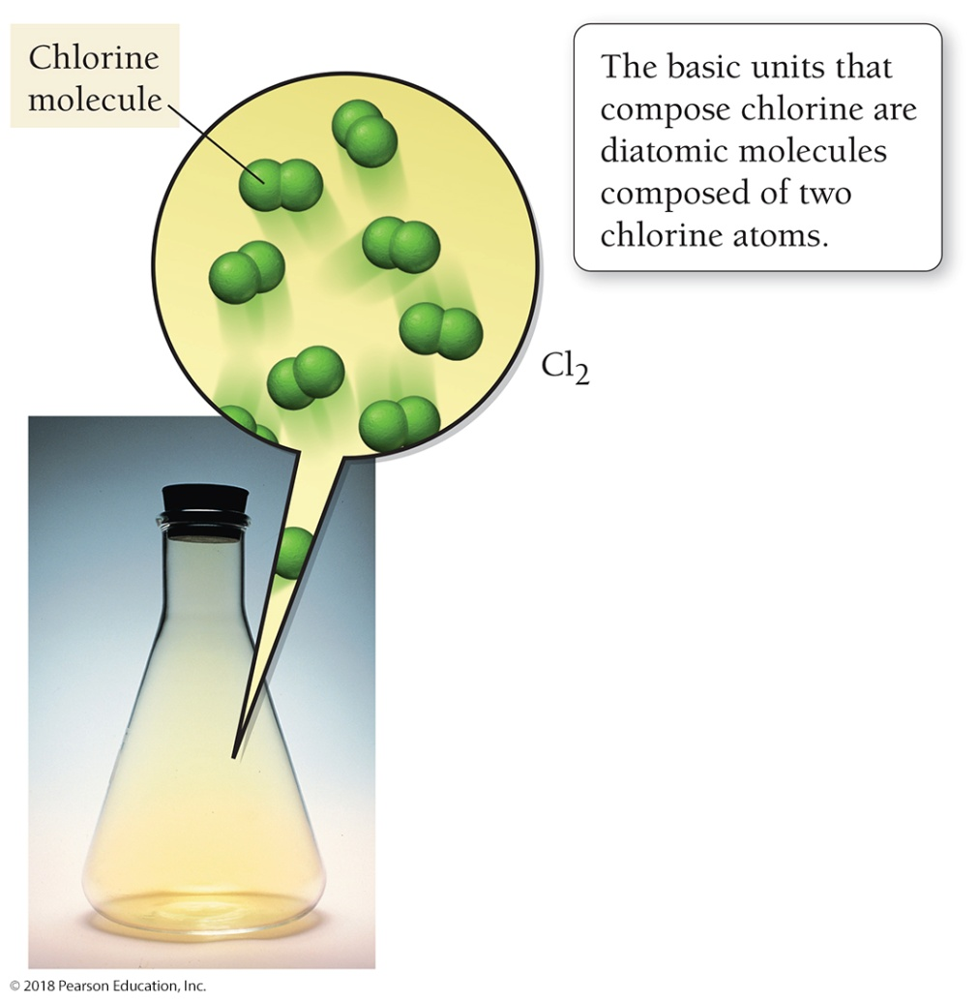 Chlorine
molecule
The basic units that
compose chlorine are
diatomic molecules
composed of two
chlorine atoms.
Cl₂
© 2018 Pearson Education, Inc.